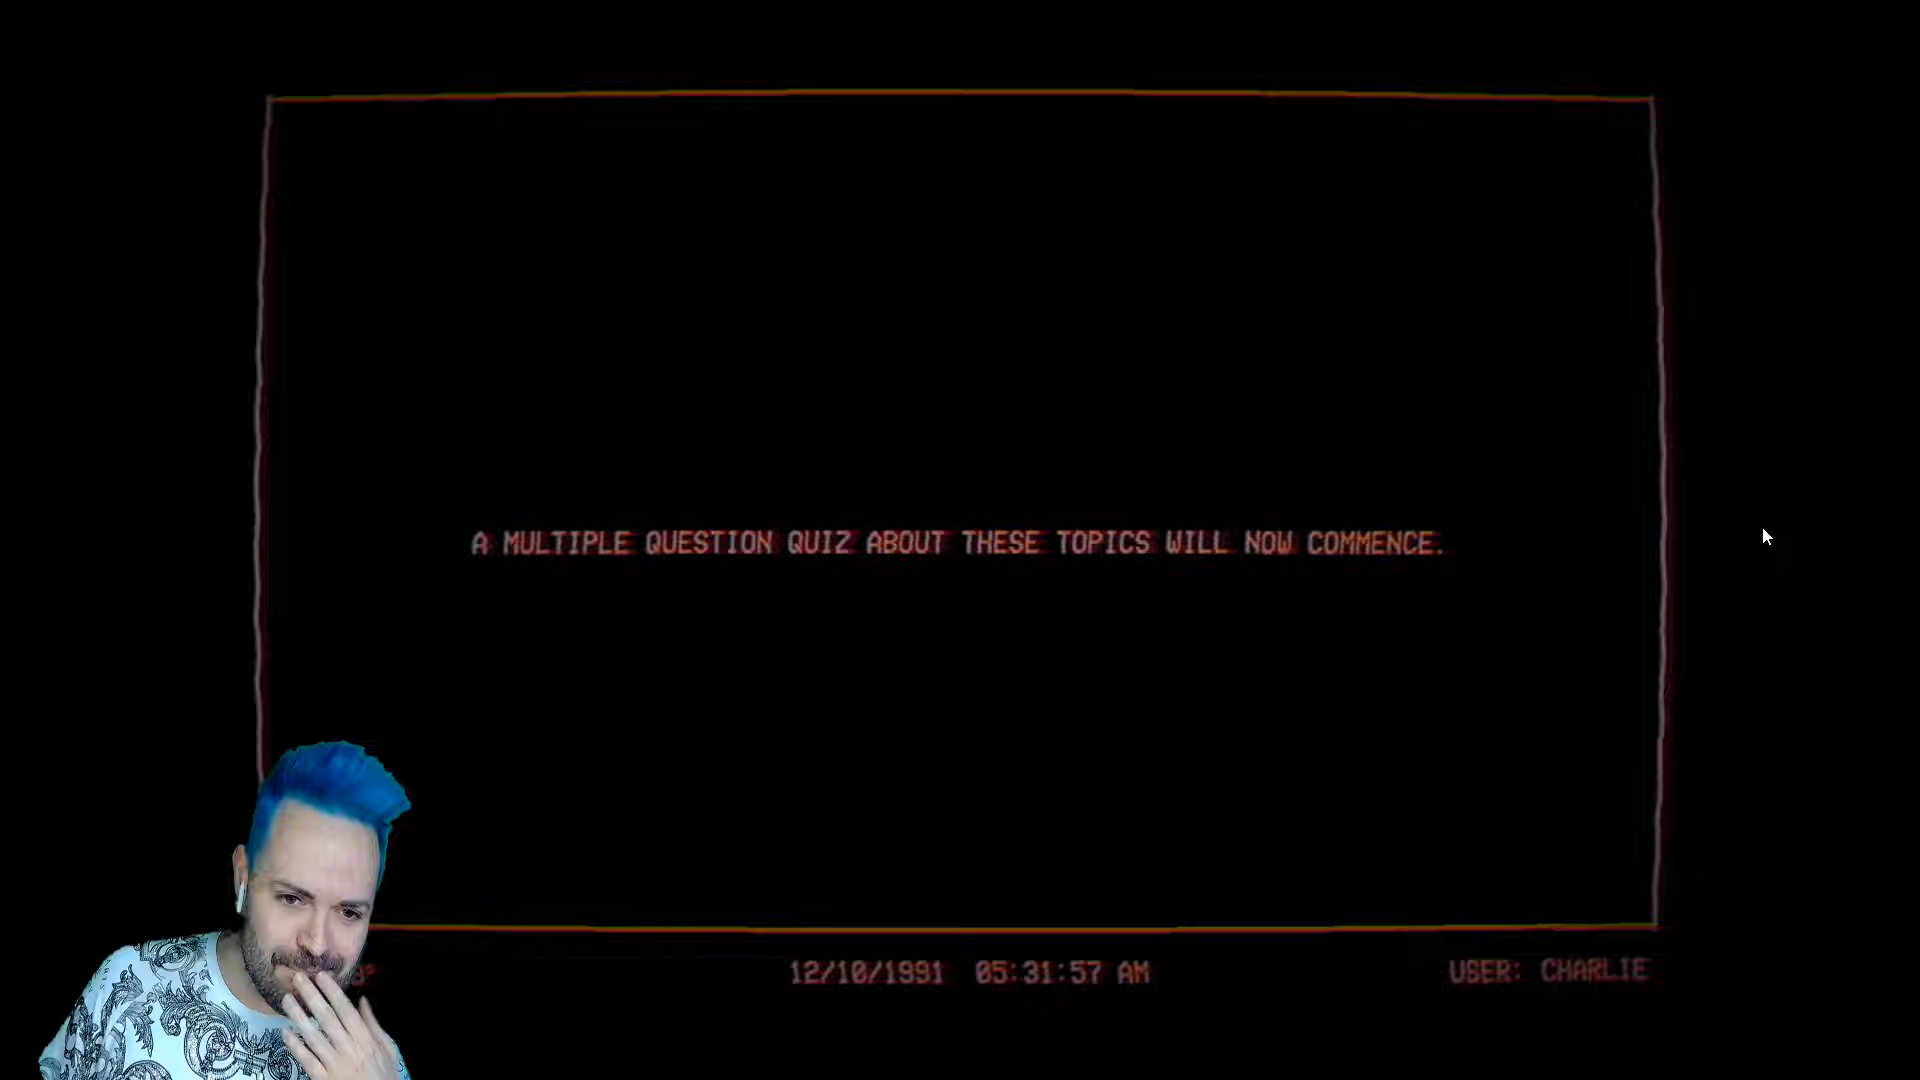 A MULTIPLE QUESTION QUIZ ABOUT THESE TOPICS WILL NOW COMMENCE.
12/10/1991 05:31:57 AM
USER: CHARLIE